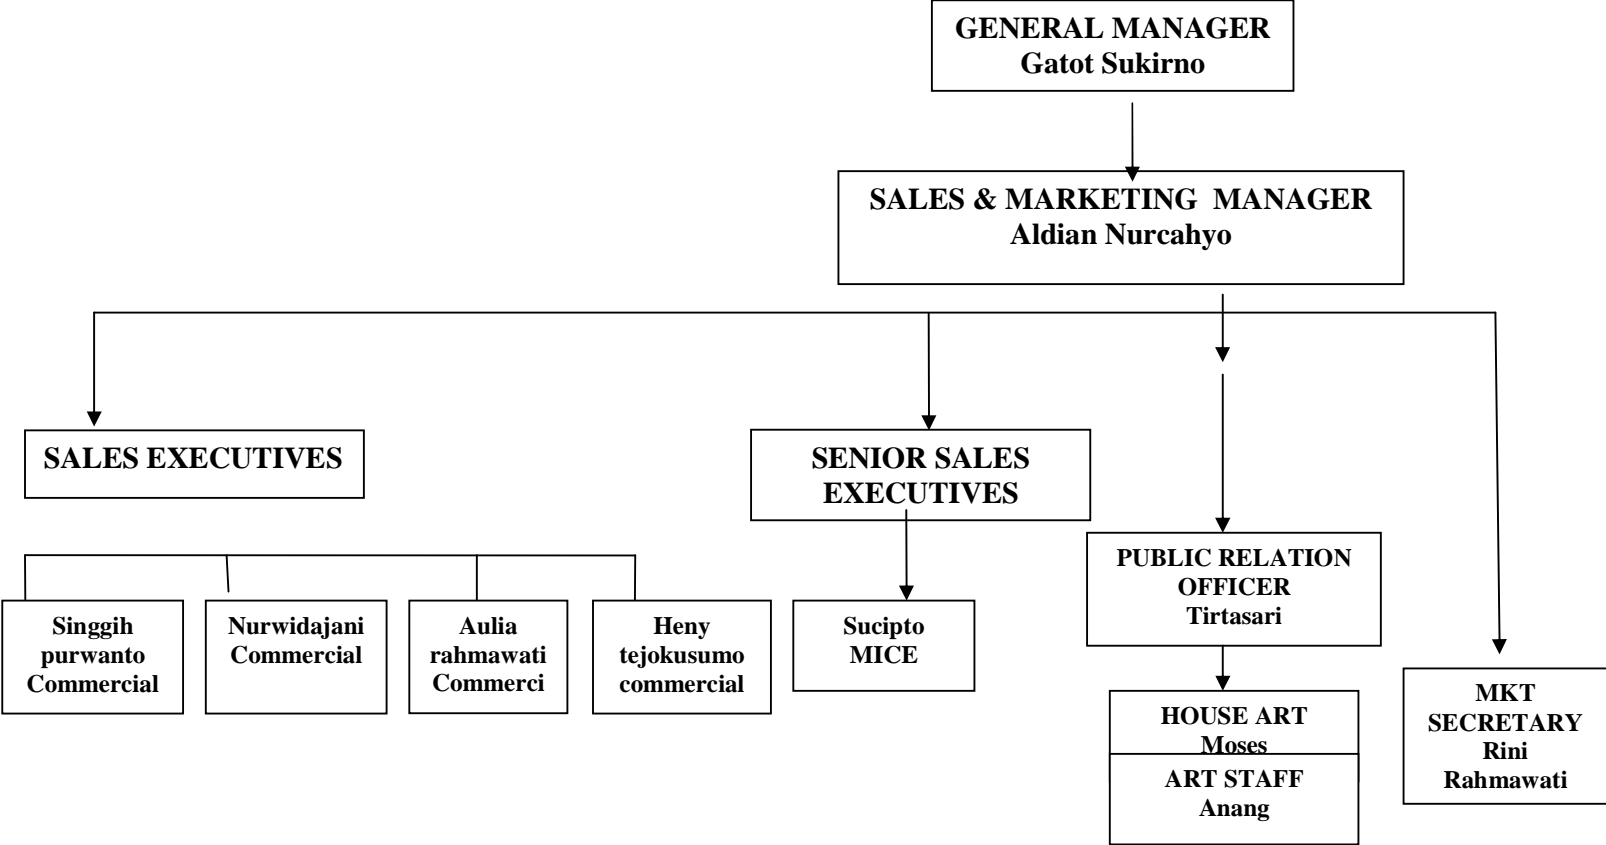 GENERAL MANAGER
Gatot Sukirno
SALES & MARKETING  MANAGER
Aldian Nurcahyo
SALES EXECUTIVES
SENIOR SALES
EXECUTIVES
PUBLIC RELATION
OFFICER
Tirtasari
Singgih
purwanto
Commercial
Nurwidajani
Commercial
Aulia
rahmawati
Commerci
Heny
tejokusumo
commercial
Sucipto
MICE
HOUSE ART
Moses
ART STAFF
Anang
MKT
SECRETARY
Rini
Rahmawati